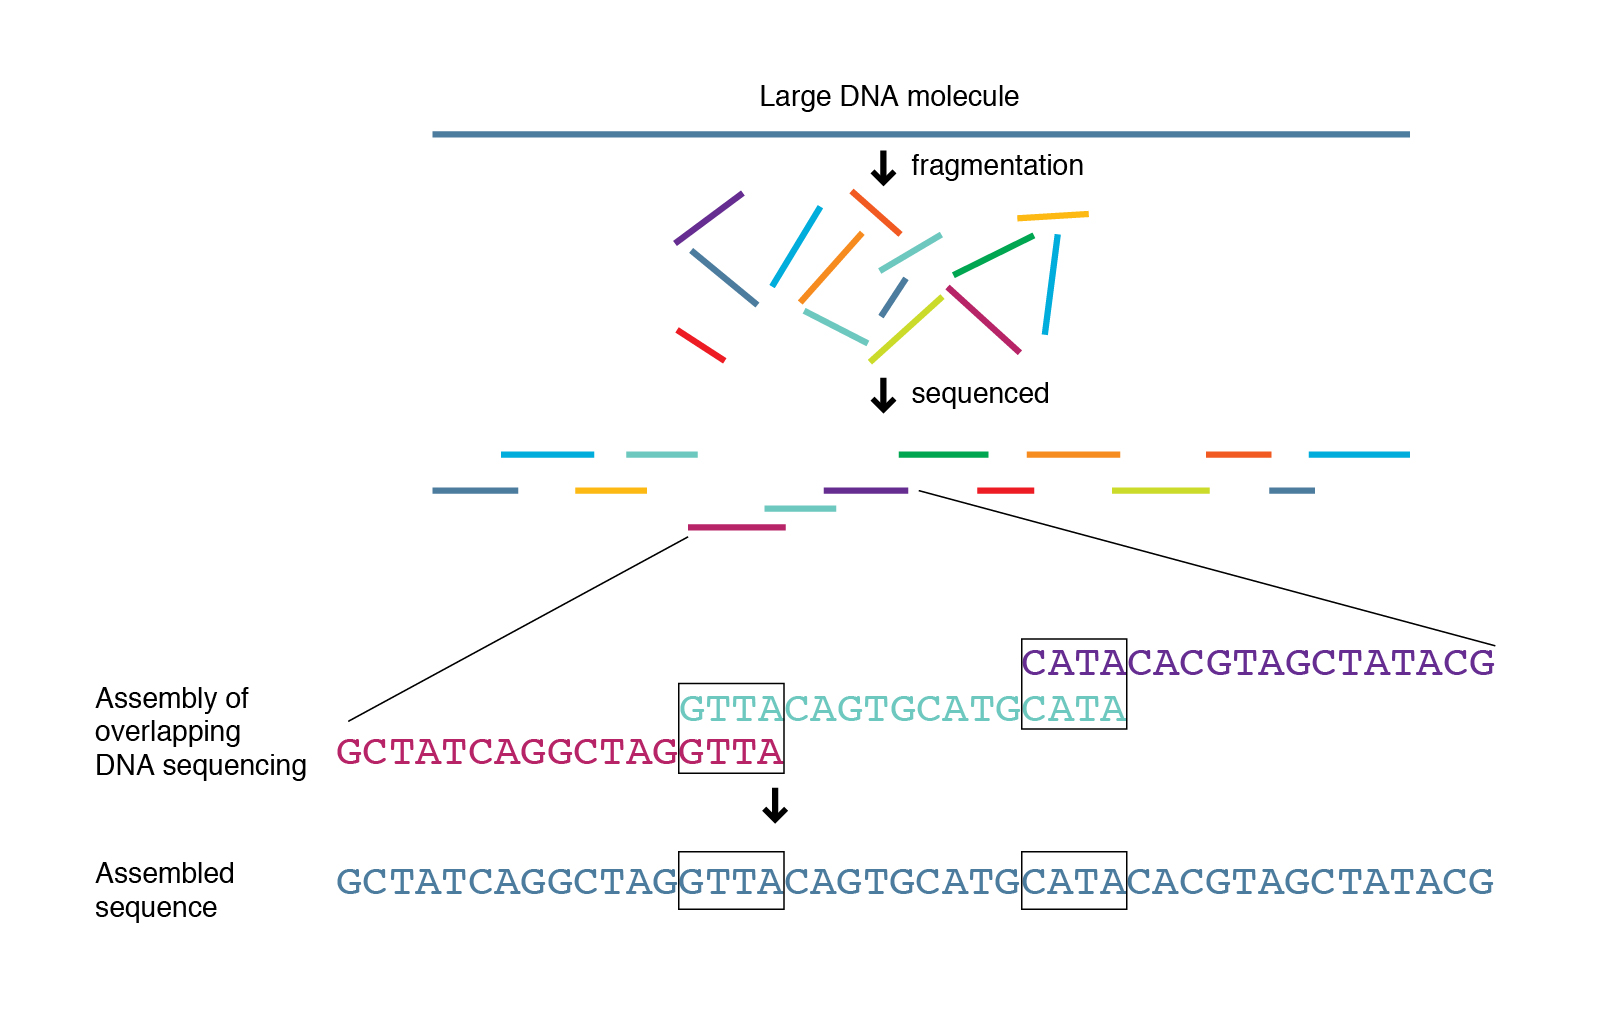 Large DNA molecule
fragmentation
sequenced
CATACACGTAGCTATACG
Assembly of
overlapping
DNA sequencing
GTTACAGTGCATGCATA
GCTATCAGGCTAGGTTA
Assembled
sequence
GCTATCAGGCTAGGTTACAGTGCATGCATACACGTAGCTATACG